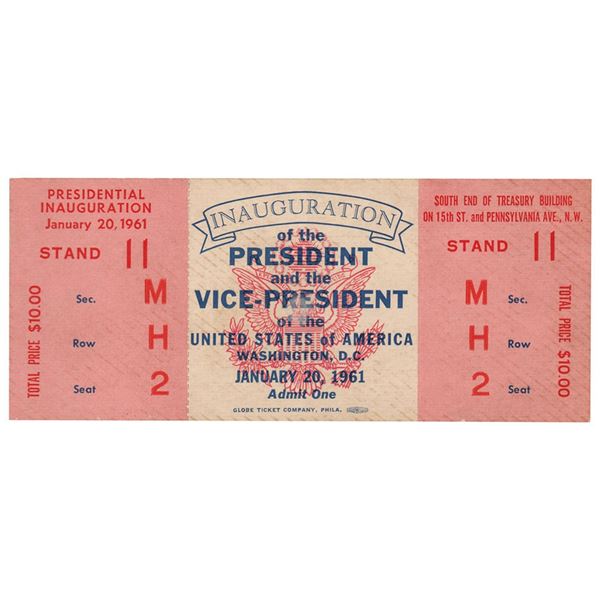 PRESIDENTIAL
INAUGURATION
January 20, 1961
STAND 11
Sec. M
Row H
Seat 2
TOTAL PRICE $10.00
INAUGURATION
of the
PRESIDENT
and the
VICE-PRESIDENT
of the
UNITED STATES of AMERICA
WASHINGTON, D.C.
JANUARY 20, 1961
Admit One
GLOBE TICKET COMPANY, PHILA.
SOUTH END OF TREASURY BUILDING
ON 15TH ST. and PENNSYLVANIA AVE., N.W.
STAND 11
M Sec.
H Row
2 Seat
TOTAL PRICE $10.00